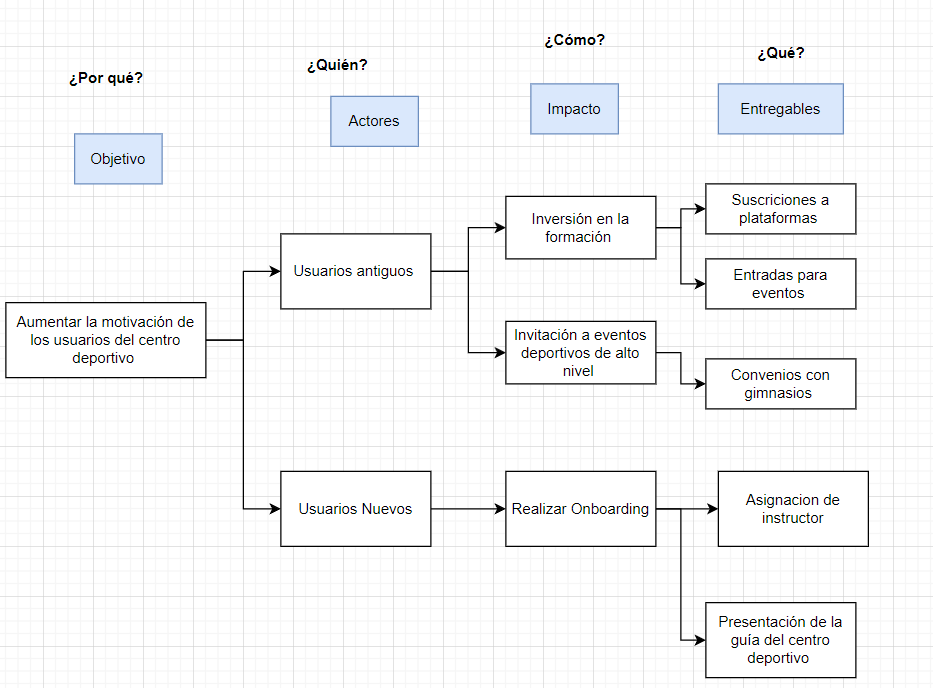 ¿Por qué?
Objetivo
¿Quién?
Actores
¿Cómo?
Impacto
¿Qué?
Entregables
Aumentar la motivación de
los usuarios del centro
deportivo
Usuarios antiguos
Inversión en la
formación
Suscriciones a
plataformas
Entradas para
eventos
Invitación a eventos
deportivos de alto
nivel
Convenios con
gimnasios
Usuarios Nuevos
Realizar Onboarding
Asignacion de
instructor
Presentación de la
guía del centro
deportivo